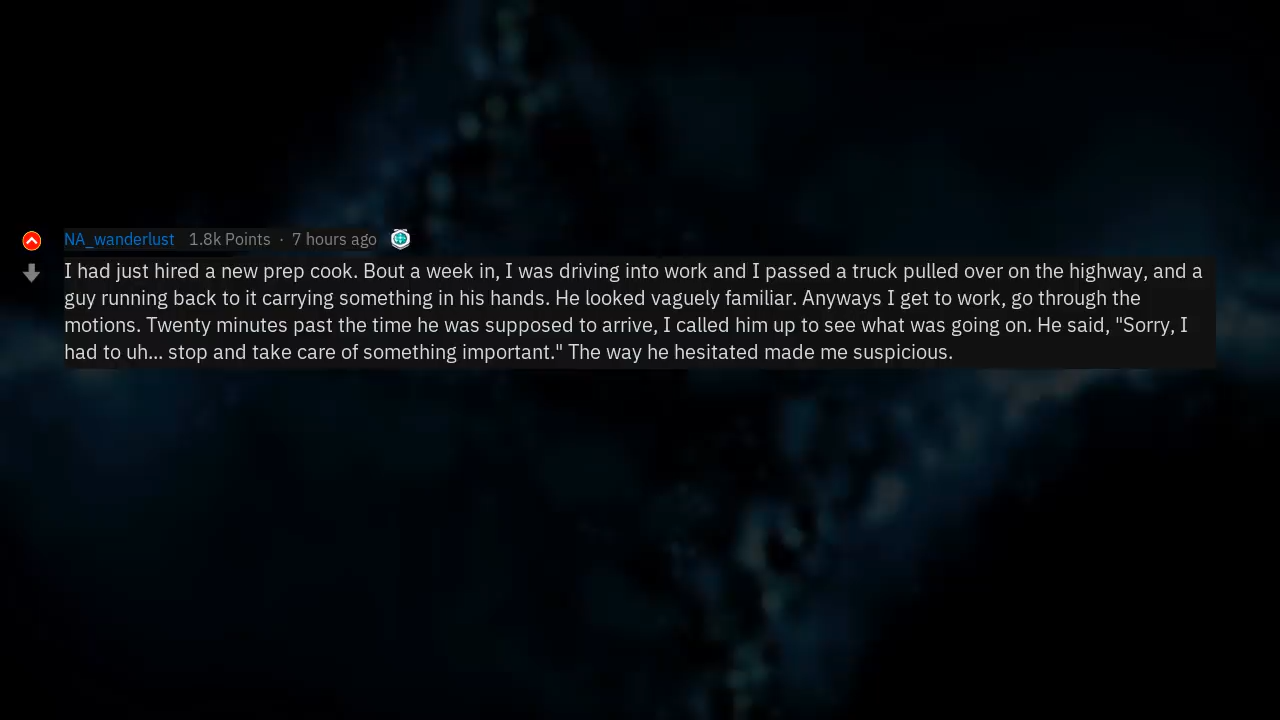 NA_wanderlust 1.8k Points · 7 hours ago
I had just hired a new prep cook. Bout a week in, I was driving into work and I passed a truck pulled over on the highway, and a
guy running back to it carrying something in his hands. He looked vaguely familiar. Anyways I get to work, go through the
motions. Twenty minutes past the time he was supposed to arrive, I called him up to see what was going on. He said, "Sorry, I
had to uh... stop and take care of something important." The way he hesitated made me suspicious.